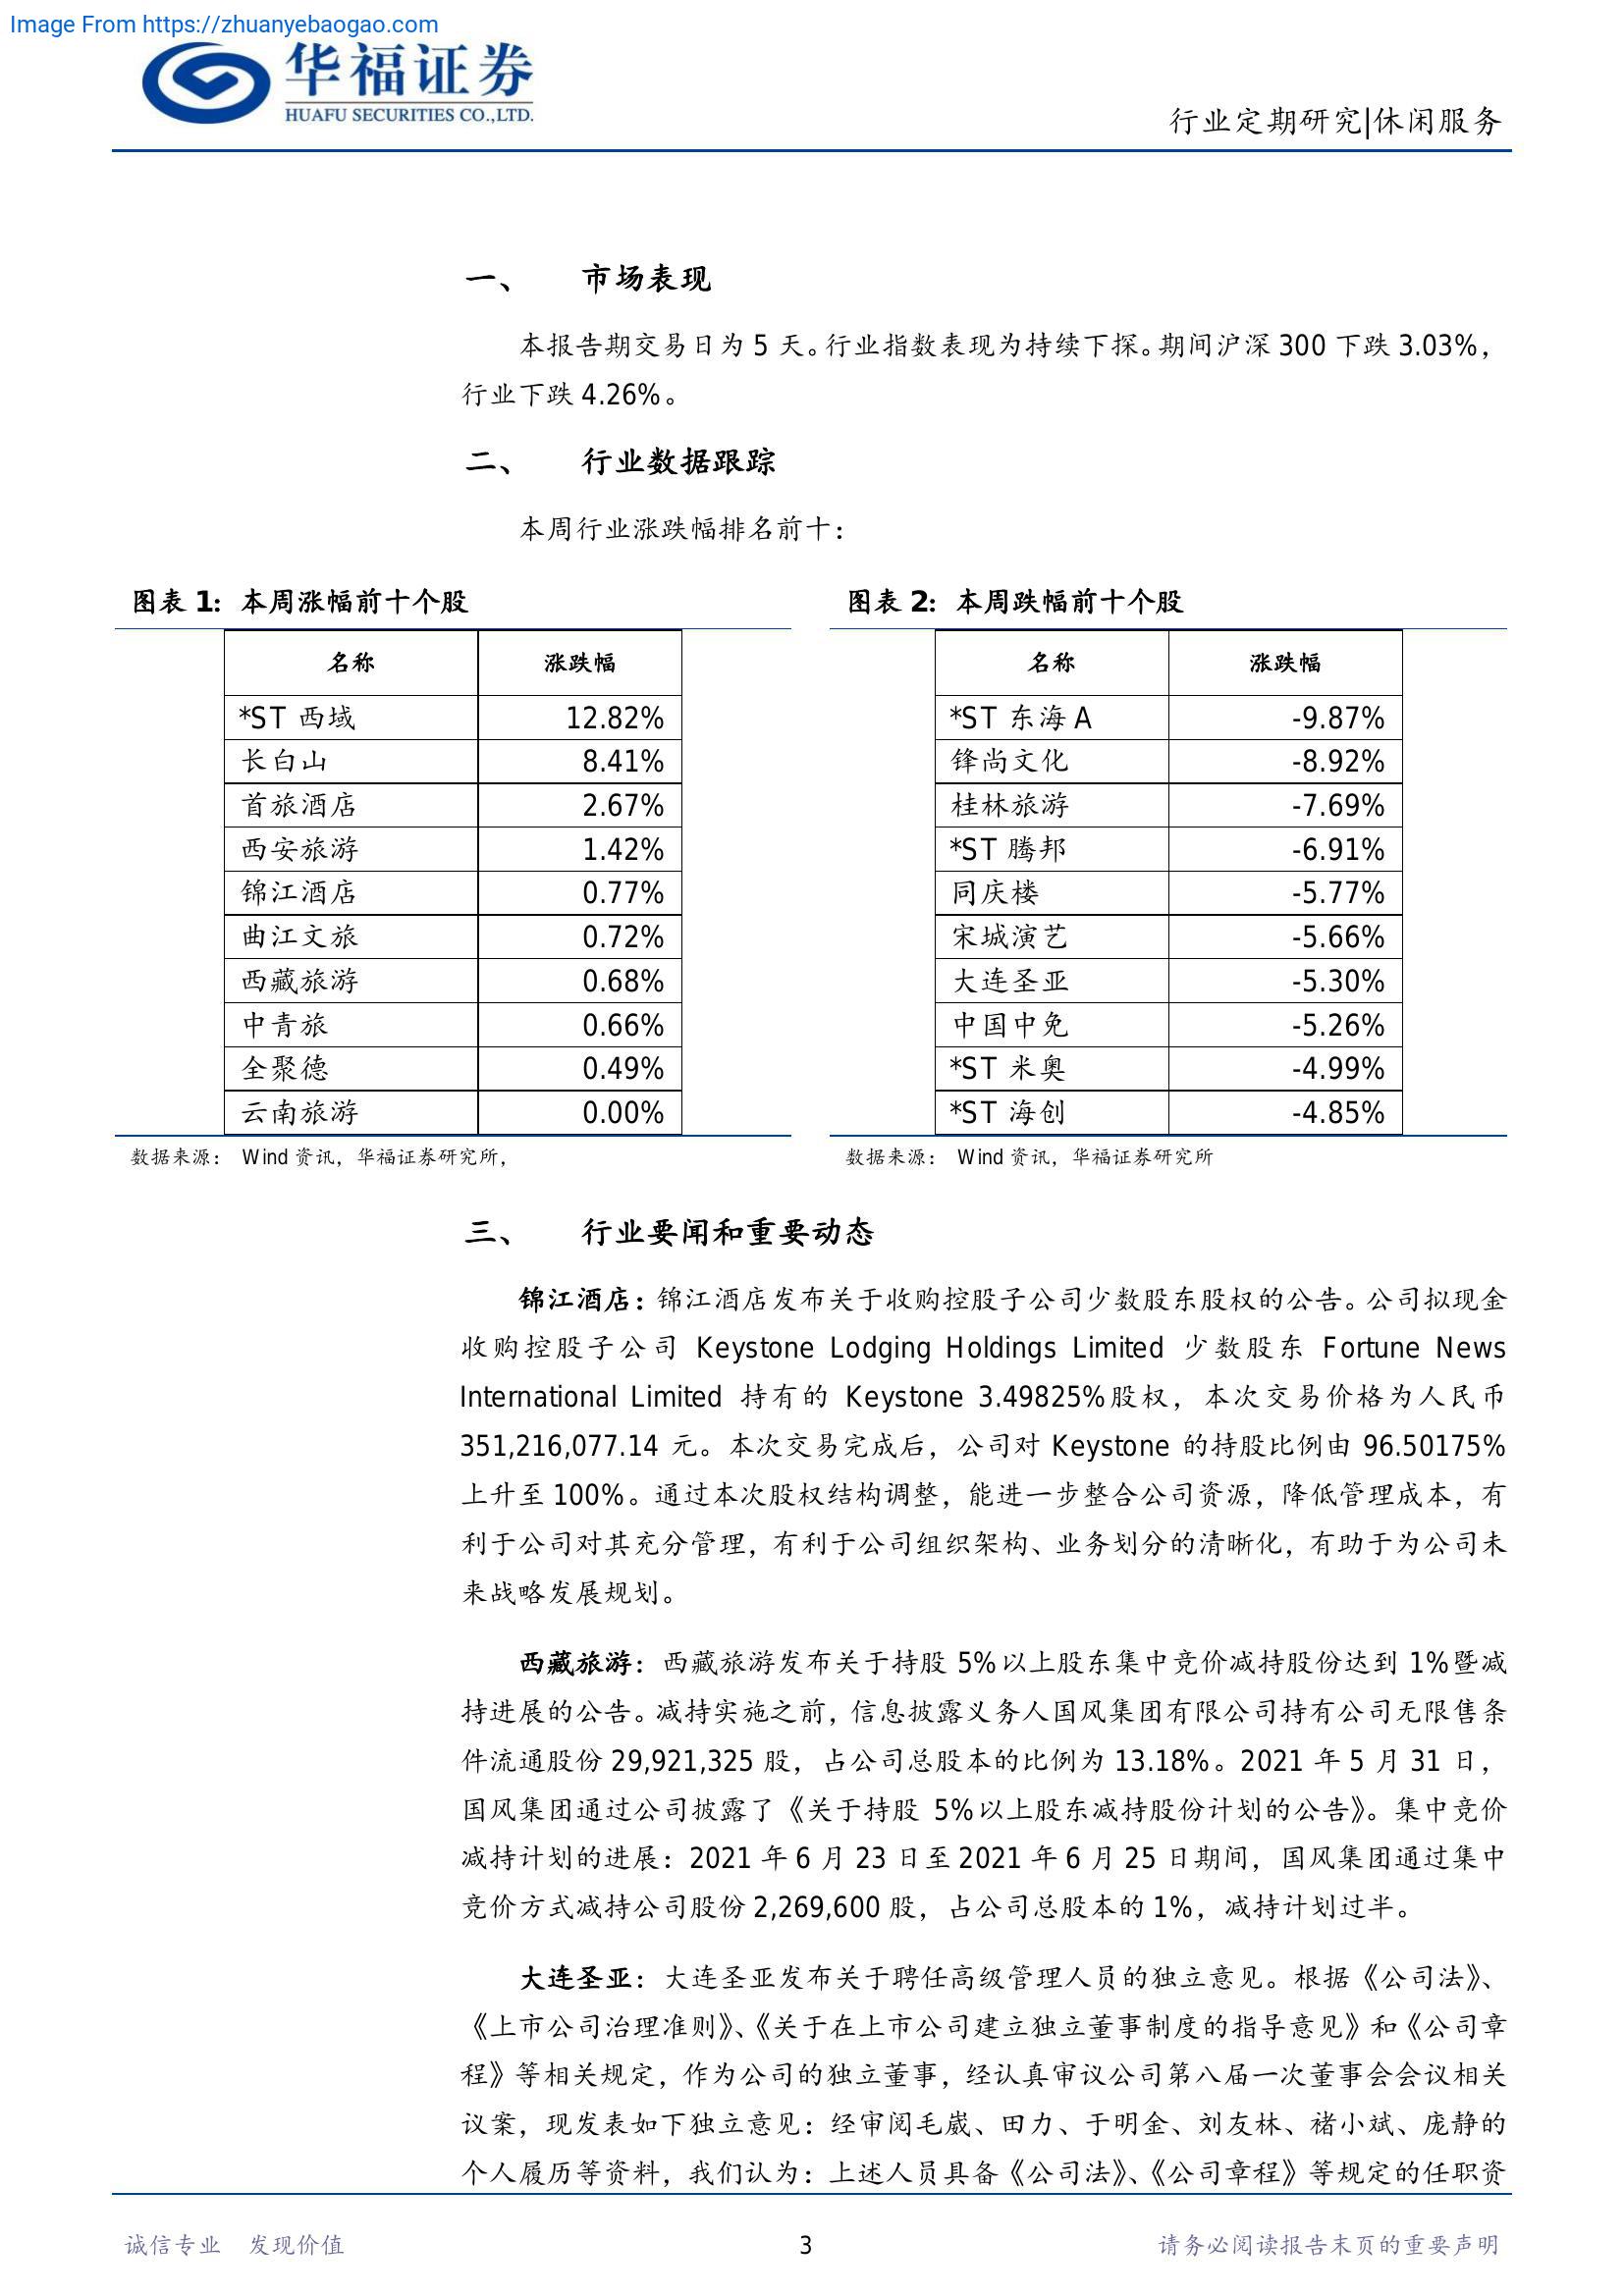 Image From https://zhuanyebaogao.com
华福证券
HUAFU SECURITIES CO.,LTD.
行业定期研究|休闲服务
一、 市场表现
本报告期交易日为 5 天。行业指数表现为持续下探。期间沪深 300 下跌 3.03%，
行业下跌 4.26%。
二、 行业数据跟踪
本周行业涨跌幅排名前十：
图表 1: 本周涨幅前十个股
名称 涨跌幅
*ST 西域 12.82%
长白山 8.41%
首旅酒店 2.67%
西安旅游 1.42%
锦江酒店 0.77%
曲江文旅 0.72%
西藏旅游 0.68%
中青旅 0.66%
全聚德 0.49%
云南旅游 0.00%
数据来源： Wind 资讯，华福证券研究所，
图表 2: 本周跌幅前十个股
名称 涨跌幅
*ST 东海 A -9.87%
锋尚文化 -8.92%
桂林旅游 -7.69%
*ST 腾邦 -6.91%
同庆楼 -5.77%
宋城演艺 -5.66%
大连圣亚 -5.30%
中国中免 -5.26%
*ST 米奥 -4.99%
*ST 海创 -4.85%
数据来源： Wind 资讯，华福证券研究所
三、 行业要闻和重要动态
锦江酒店：锦江酒店发布关于收购控股子公司少数股东股权的公告。公司拟现金
收购控股子公司 Keystone Lodging Holdings Limited 少数股东 Fortune News
International Limited 持有的 Keystone 3.49825%股权，本次交易价格为人民币
351,216,077.14 元。本次交易完成后，公司对 Keystone 的持股比例由 96.50175%
上升至 100%。通过本次股权结构调整，能进一步整合公司资源，降低管理成本，有
利于公司对其充分管理，有利于公司组织架构、业务划分的清晰化，有助于为公司未
来战略发展规划。
西藏旅游：西藏旅游发布关于持股 5%以上股东集中竞价减持股份达到 1%暨减
持进展的公告。减持实施之前，信息披露义务人国风集团有限公司持有公司无限售条
件流通股份 29,921,325 股，占公司总股本的比例为 13.18%。2021 年 5 月 31 日，
国风集团通过公司披露了《关于持股 5%以上股东减持股份计划的公告》。集中竞价
减持计划的进展：2021 年 6 月 23 日至 2021 年 6 月 25 日期间，国风集团通过集中
竞价方式减持公司股份 2,269,600 股，占公司总股本的 1%，减持计划过半。
大连圣亚：大连圣亚发布关于聘任高级管理人员的独立意见。根据《公司法》、
《上市公司治理准则》、《关于在上市公司建立独立董事制度的指导意见》和《公司章
程》等相关规定，作为公司的独立董事，经认真审议公司第八届一次董事会会议相关
议案，现发表如下独立意见：经审阅毛崴、田力、于明金、刘友林、褚小斌、庞静的
个人履历等资料，我们认为：上述人员具备《公司法》、《公司章程》等规定的任职资
诚信专业 发现价值
3
请务必阅读报告末页的重要声明